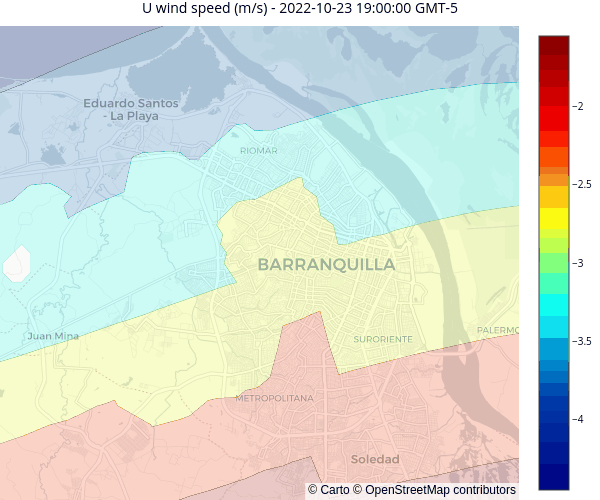 U wind speed (m/s) - 2022-10-23 19:00:00 GMT-5
Eduardo Santos
- La Playa
RIOMAR
BARRANQUILLA
Juan Mina
SURORIENTE
PALERMO
METROPOLITANA
Soledad
© Carto © OpenStreetMap contributors
−2
−2.5
−3
−3.5
−4